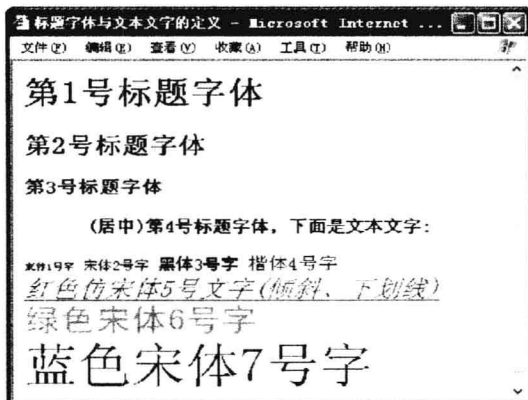 标题字体与文本文字的定义 - Microsoft Internet ...
文件(F) 编辑(E) 查看(V) 收藏(A) 工具(T) 帮助(H)
第1号标题字体
第2号标题字体
第3号标题字体
(居中)第4号标题字体，下面是文本文字：
宋体1号字 宋体2号字 黑体3号字 楷体4号字
红色仿宋体5号文字(倾斜、下划线)
绿色宋体6号字
蓝色宋体7号字